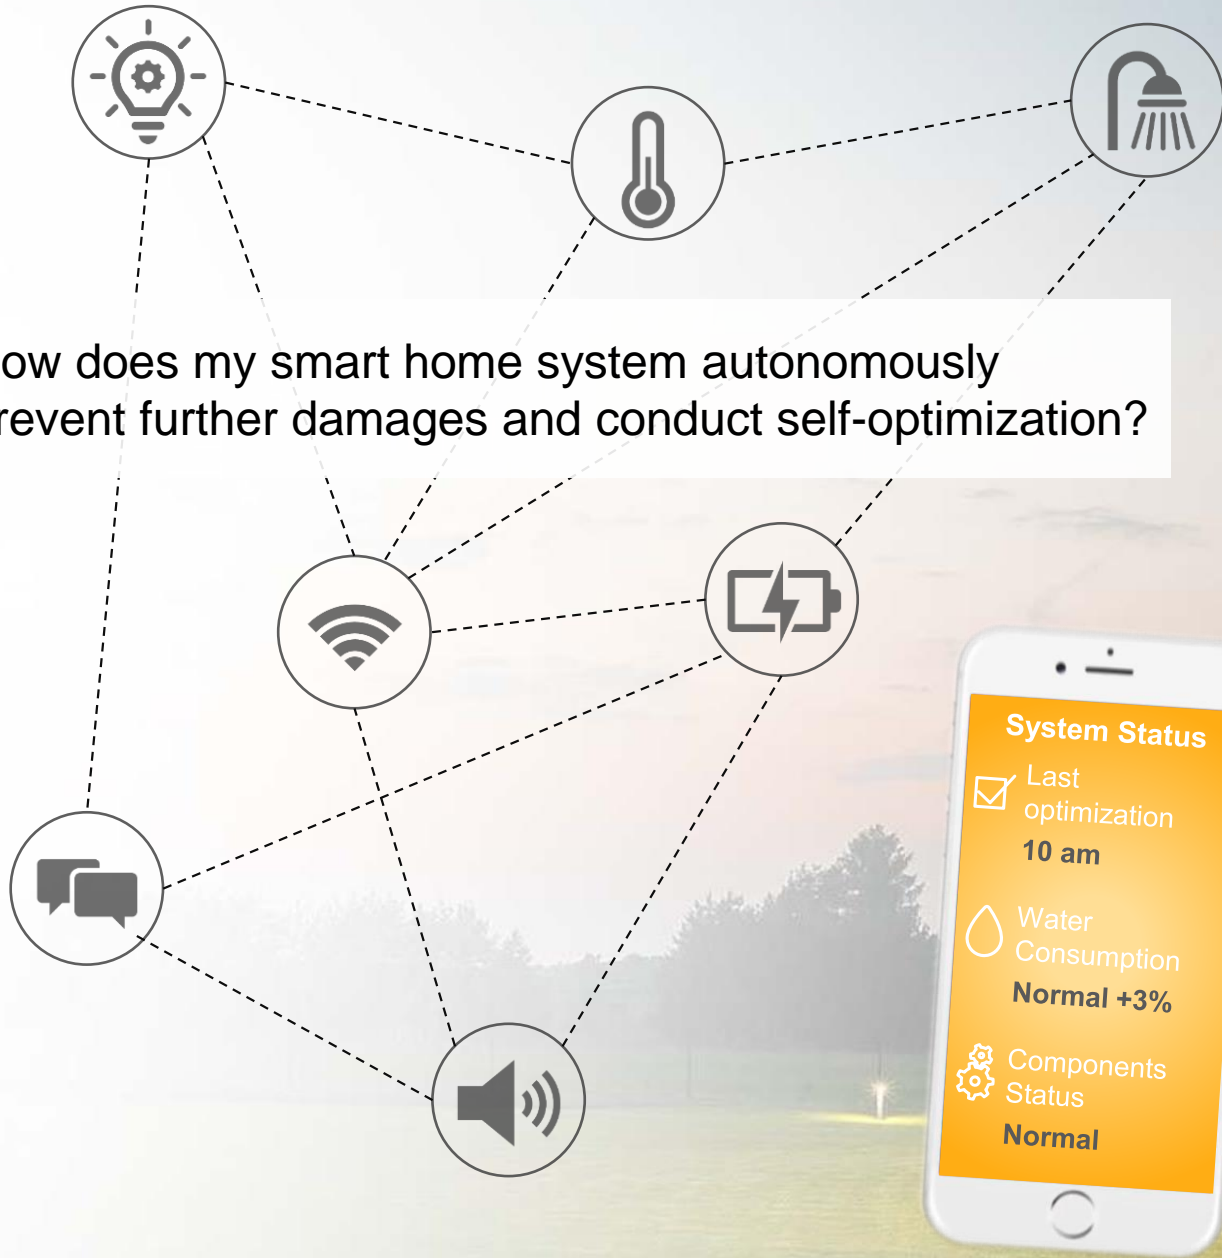 ow does my smart home system autonomously
revent further damages and conduct self-optimization?
System Status
Last
optimization
10 am
Water
Consumption
Normal +3%
Components
Status
Normal